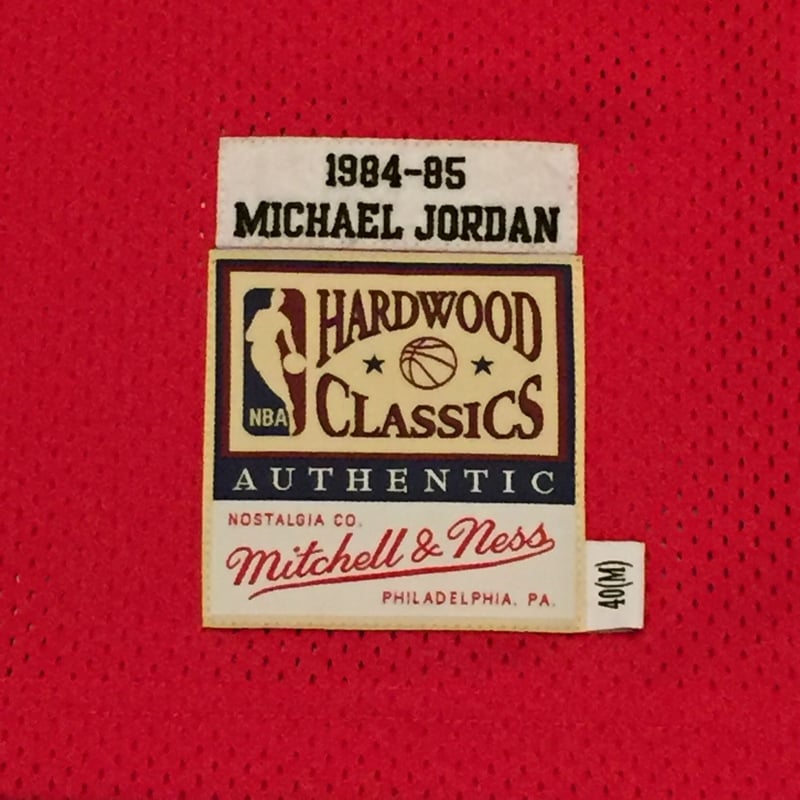 1984-85
MICHAEL JORDAN
HARDWOOD
CLASSICS
NBA
AUTHENTIC
NOSTALGIA CO.
Mitchell & Ness
PHILADELPHIA, PA.
40(M)